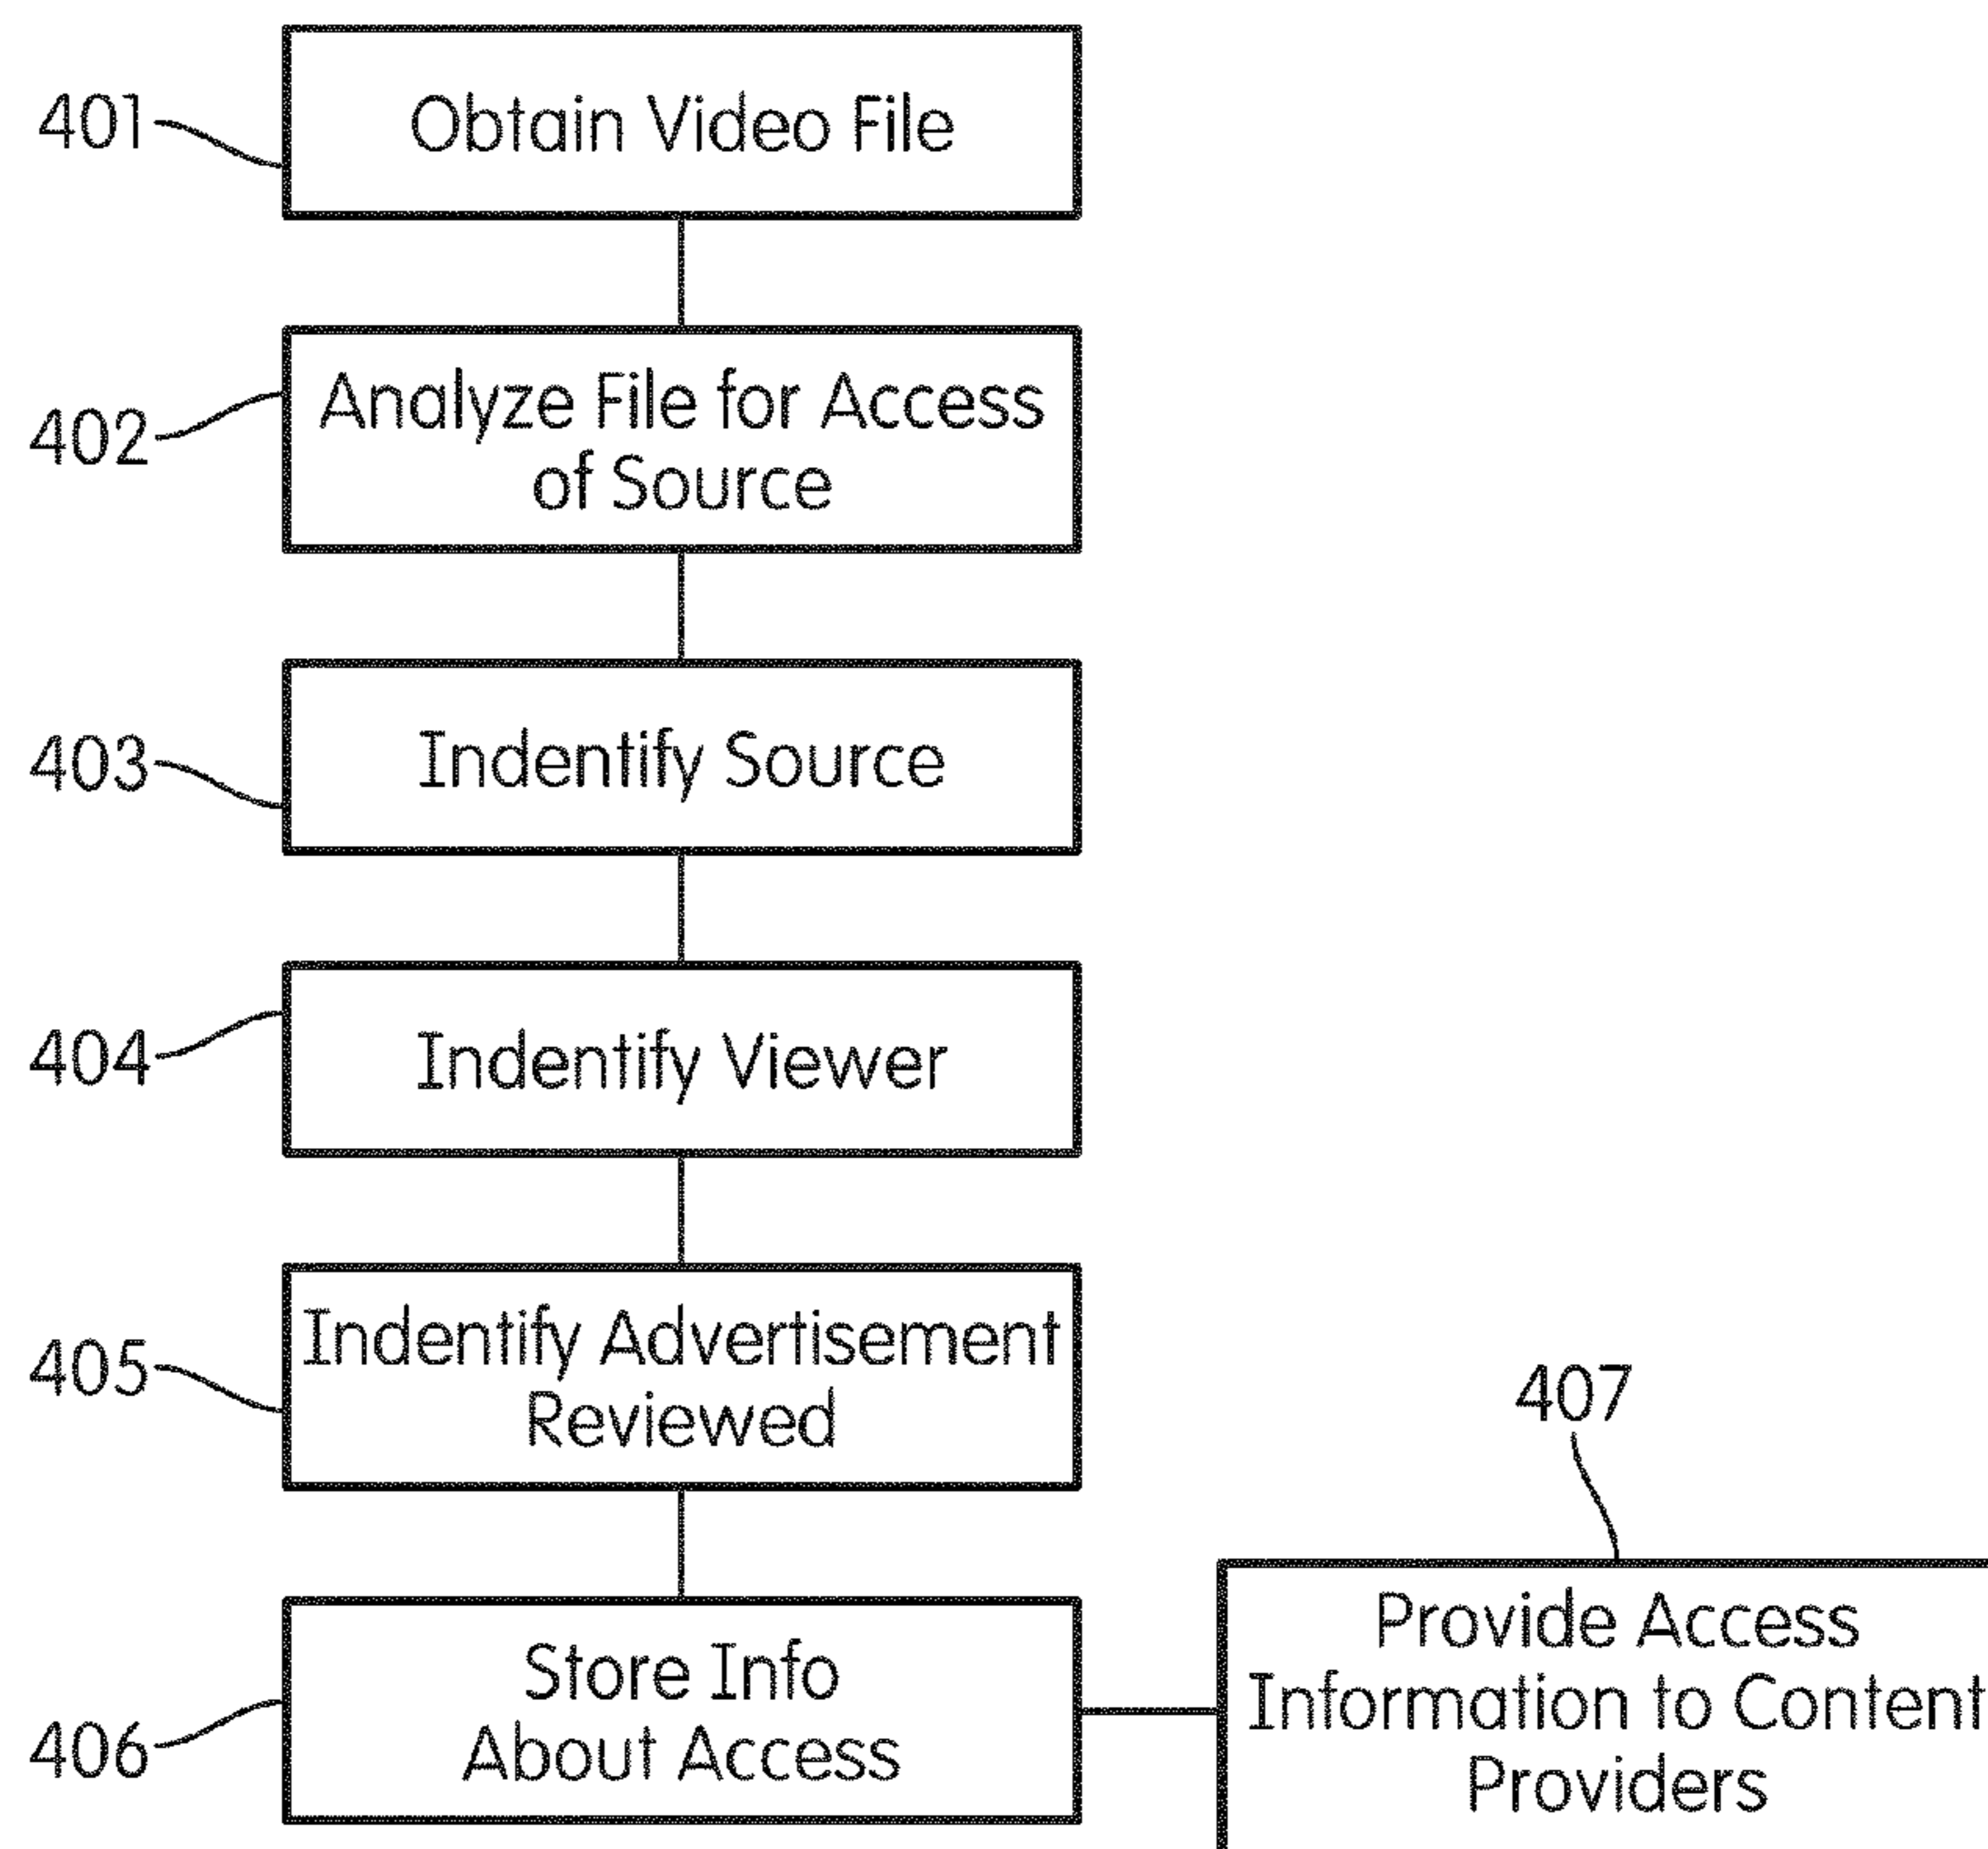 401
Obtain Video File
402
Analyze File for Access
of Source
403
Indentify Source
404
Indentify Viewer
405
Indentify Advertisement
Reviewed
406
Store Info
About Access
407
Provide Access
Information to Content
Providers